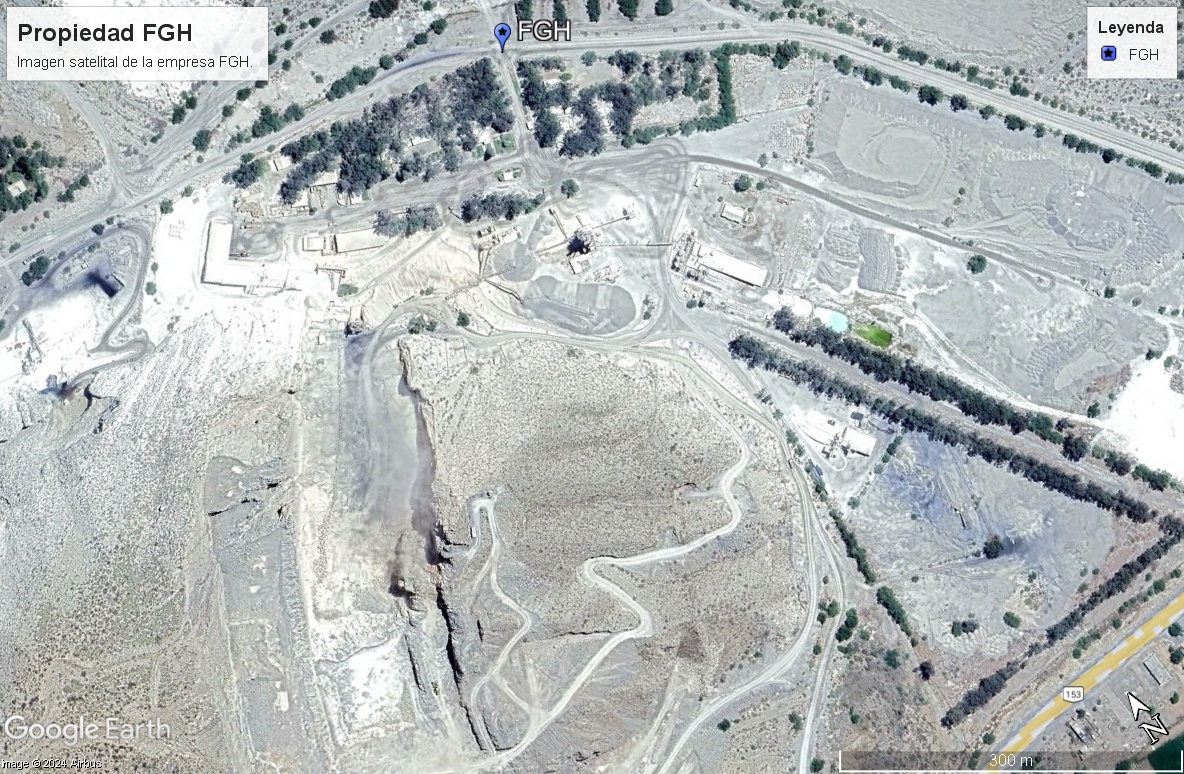 Propiedad FGH
Imagen satelital de la empresa FGH.
FGH
Leyenda
FGH
153
N
Google Earth
Image © 2024 Airbus
300 m